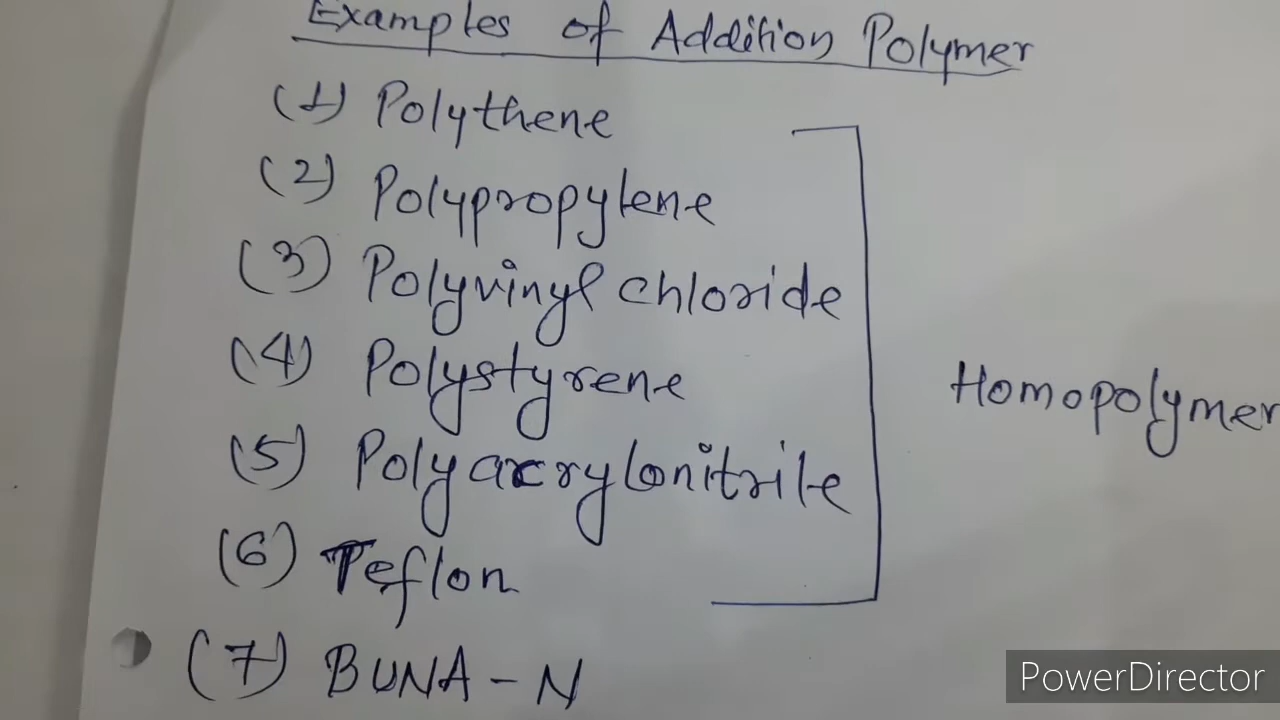 Examples of Addition Polymer
(1) Polythene
(2) Polypropylene
(3) Polyvinyl chloride
(4) Polystyrene
(5) Polyacrylonitrile
(6) Teflon
Homopolymer
(7) BUNA-N
PowerDirector